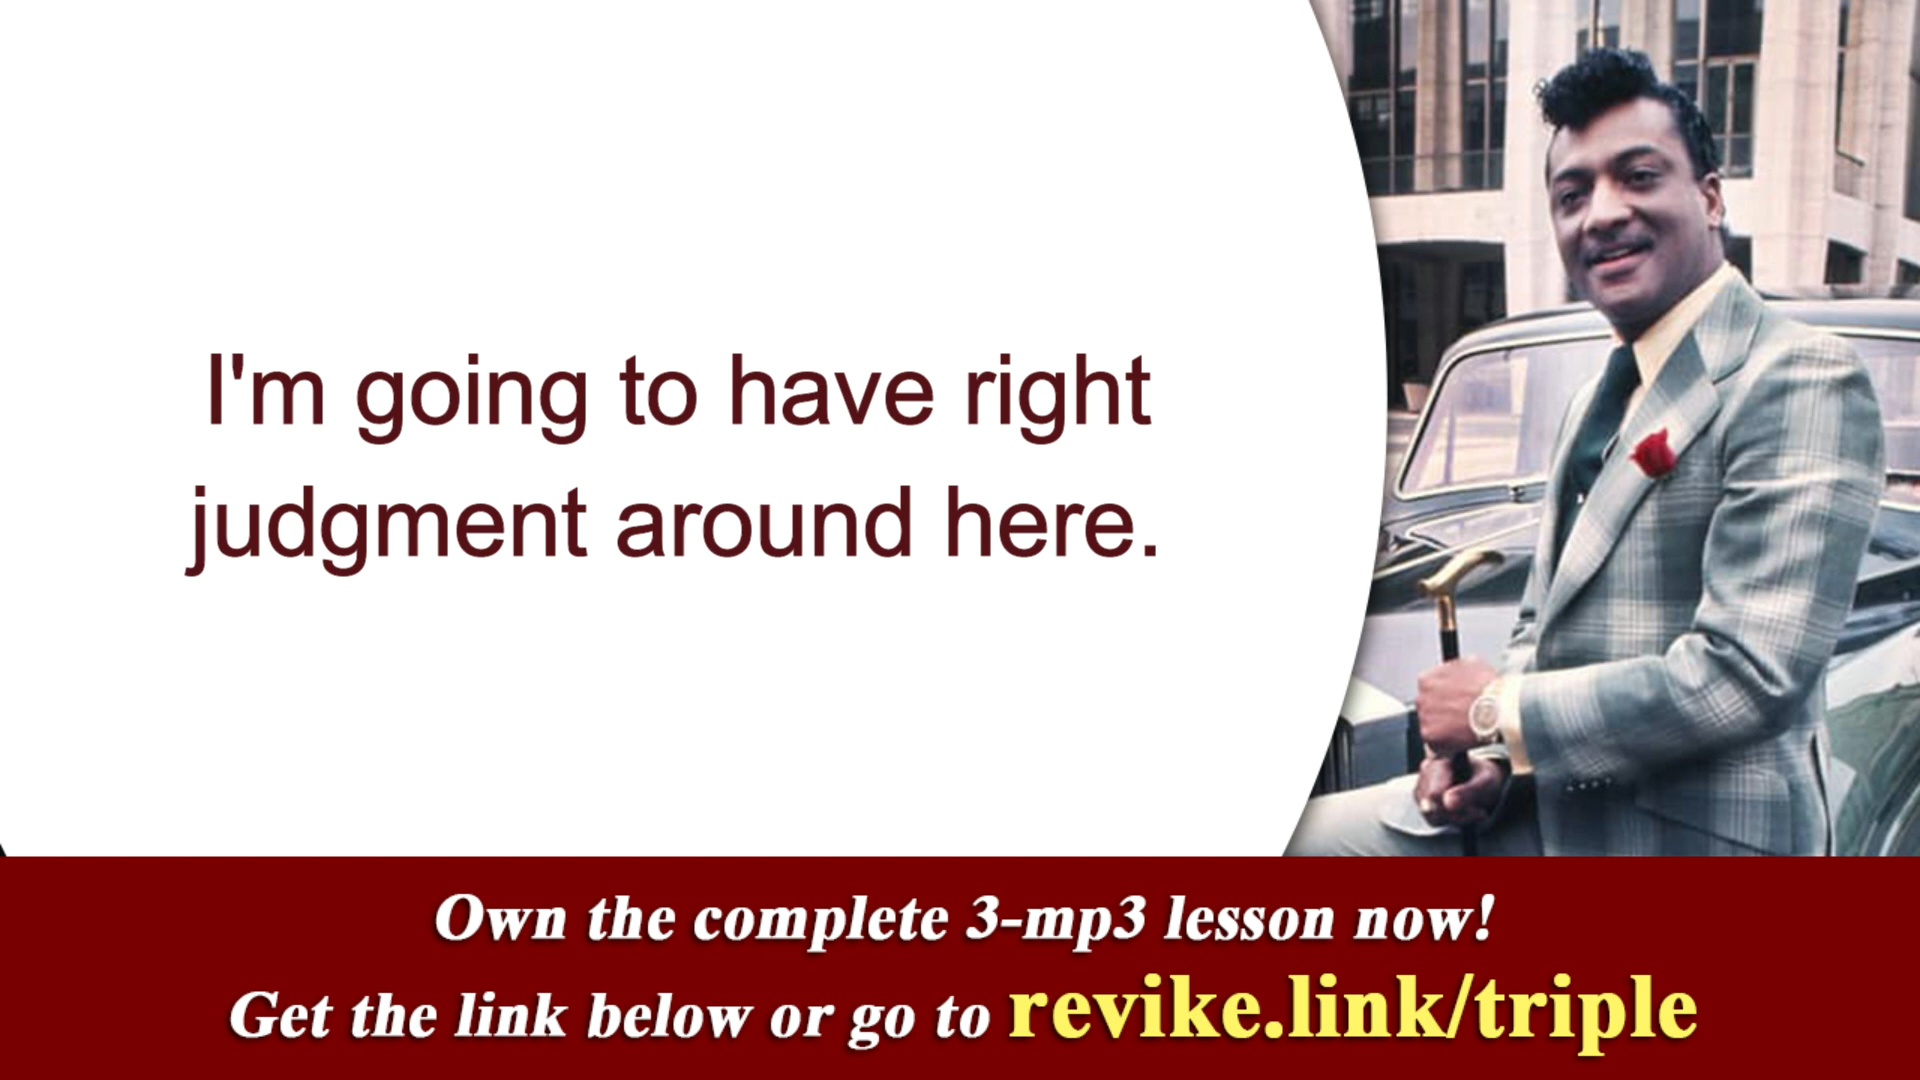 I'm going to have right
judgment around here.
Own the complete 3-mp3 lesson now!
Get the link below or go to revike.link/triple